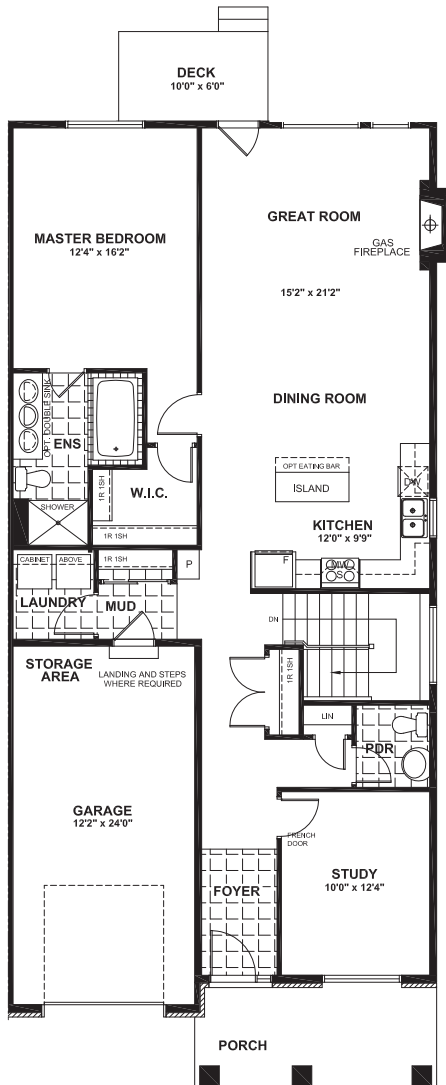 DECK
10'0" x 6'0"
GREAT ROOM
MASTER BEDROOM
12'4" x 16'2"
GAS
FIREPLACE
15'2" x 21'2"
DINING ROOM
OPT. DOUBLE SINK
ENS
OPT EATING BAR
ISLAND
DW
1R 1SH
W.I.C.
SHOWER
KITCHEN
12'0" x 9'9"
1R 1SH
CABINET
ABOVE
1R 1SH
P
F
MW
S
LAUNDRY
MUD
DN
STORAGE
AREA
LANDING AND STEPS
WHERE REQUIRED
1R 1SH
LIN
PDR
GARAGE
12'2" x 24'0"
FRENCH
DOOR
STUDY
10'0" x 12'4"
FOYER
PORCH